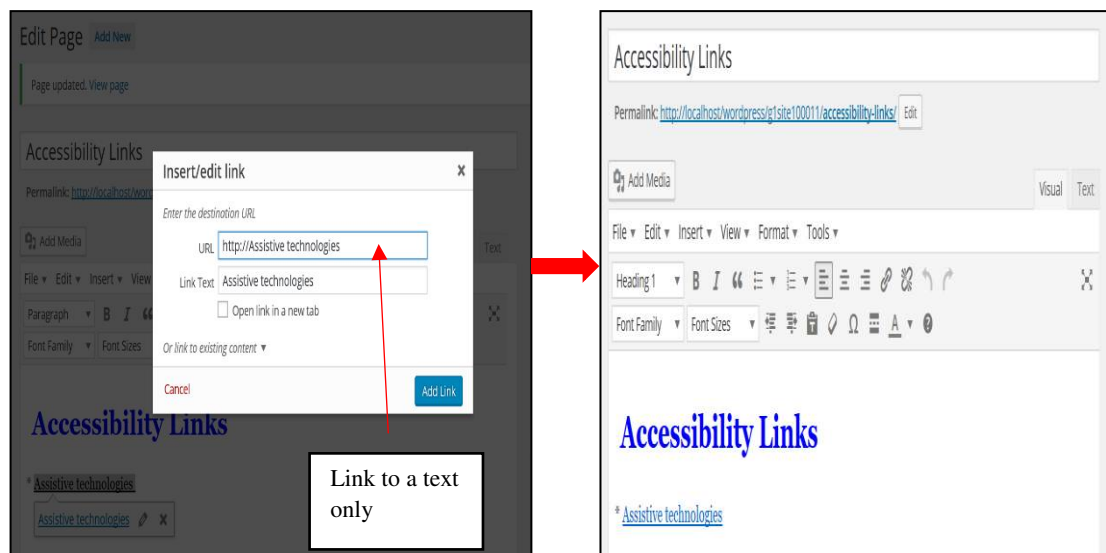 Edit Page Add New
Page updated. View page
Accessibility Links
Permalink: http://localhost/word
Add Media
Text
File Edit Insert View
Paragraph B I
Font Family Font Sizes
Insert/edit link x
Enter the destination URL
URL http://Assistive technologies
Link Text Assistive technologies
Open link in a new tab
Or link to existing content
Cancel Add Link
Accessibility Links
* Assistive technologies
Assistive technologies
Link to a text
only
Accessibility Links
Permalink: http://localhost/wordpress/g1site100011/accessibility-links/ Edit
Add Media
Visual Text
File Edit Insert View Format Tools
Heading 1 B I
Font Family Font Sizes A
Accessibility Links
* Assistive technologies